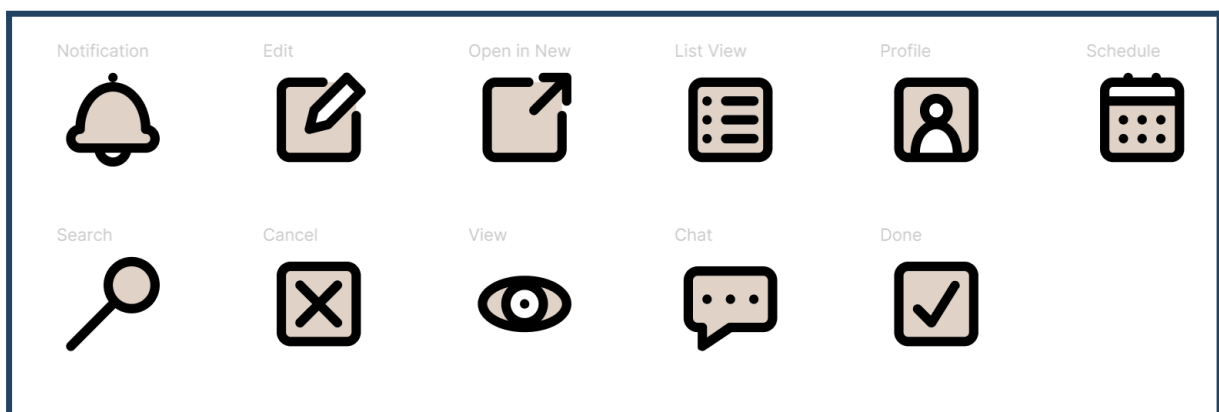 Notification
Edit
Open in New
List View
Profile
Schedule
Search
Cancel
View
Chat
Done